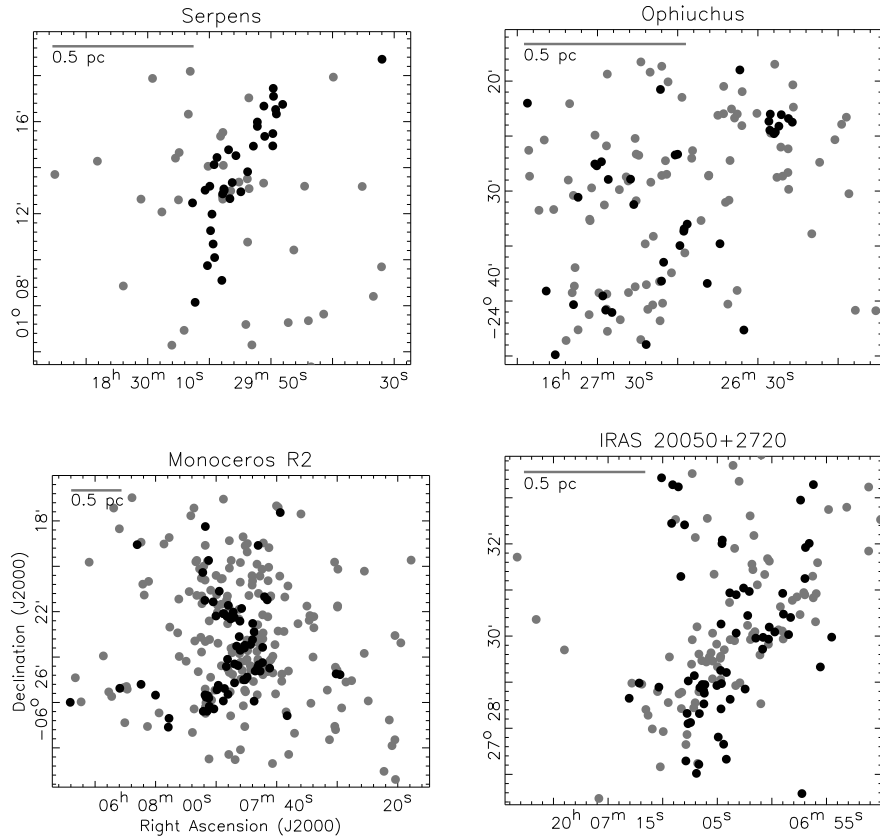 Serpens
0.5 pc
16'
12'
01° 08'
18ʰ 30ᵐ 10ˢ
29ᵐ 50ˢ
30ˢ
Ophiuchus
0.5 pc
20'
30'
−24° 40'
16ʰ 27ᵐ 30ˢ
26ᵐ 30ˢ
Monoceros R2
0.5 pc
18'
22'
−06° 26'
Declination (J2000)
06ʰ 08ᵐ 00ˢ
07ᵐ 40ˢ
20ˢ
Right Ascension (J2000)
IRAS 20050+2720
0.5 pc
32'
30'
27° 28'
20ʰ 07ᵐ 15ˢ
05ˢ
06ᵐ 55ˢ